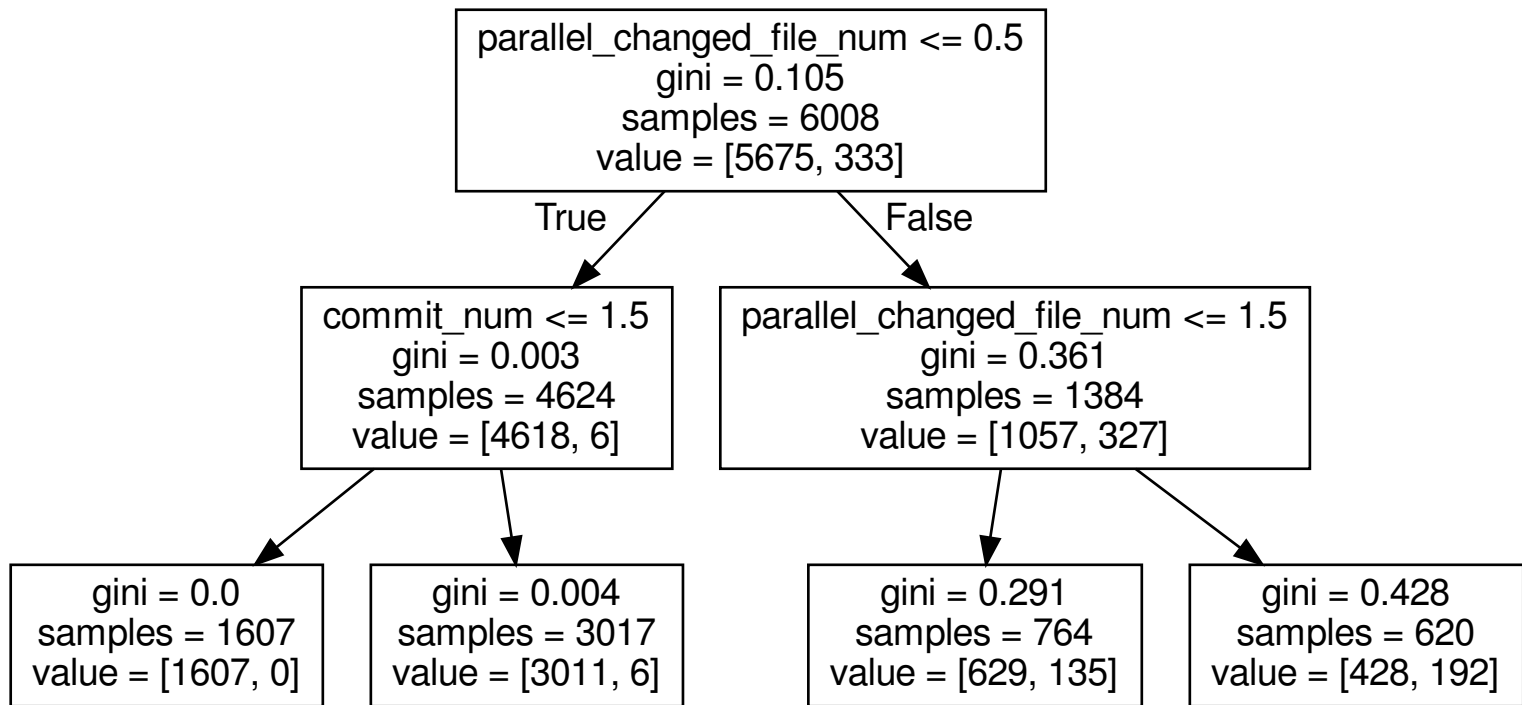 parallel_changed_file_num <= 0.5
gini = 0.105
samples = 6008
value = [5675, 333]
True
False
commit_num <= 1.5
gini = 0.003
samples = 4624
value = [4618, 6]
parallel_changed_file_num <= 1.5
gini = 0.361
samples = 1384
value = [1057, 327]
gini = 0.0
samples = 1607
value = [1607, 0]
gini = 0.004
samples = 3017
value = [3011, 6]
gini = 0.291
samples = 764
value = [629, 135]
gini = 0.428
samples = 620
value = [428, 192]